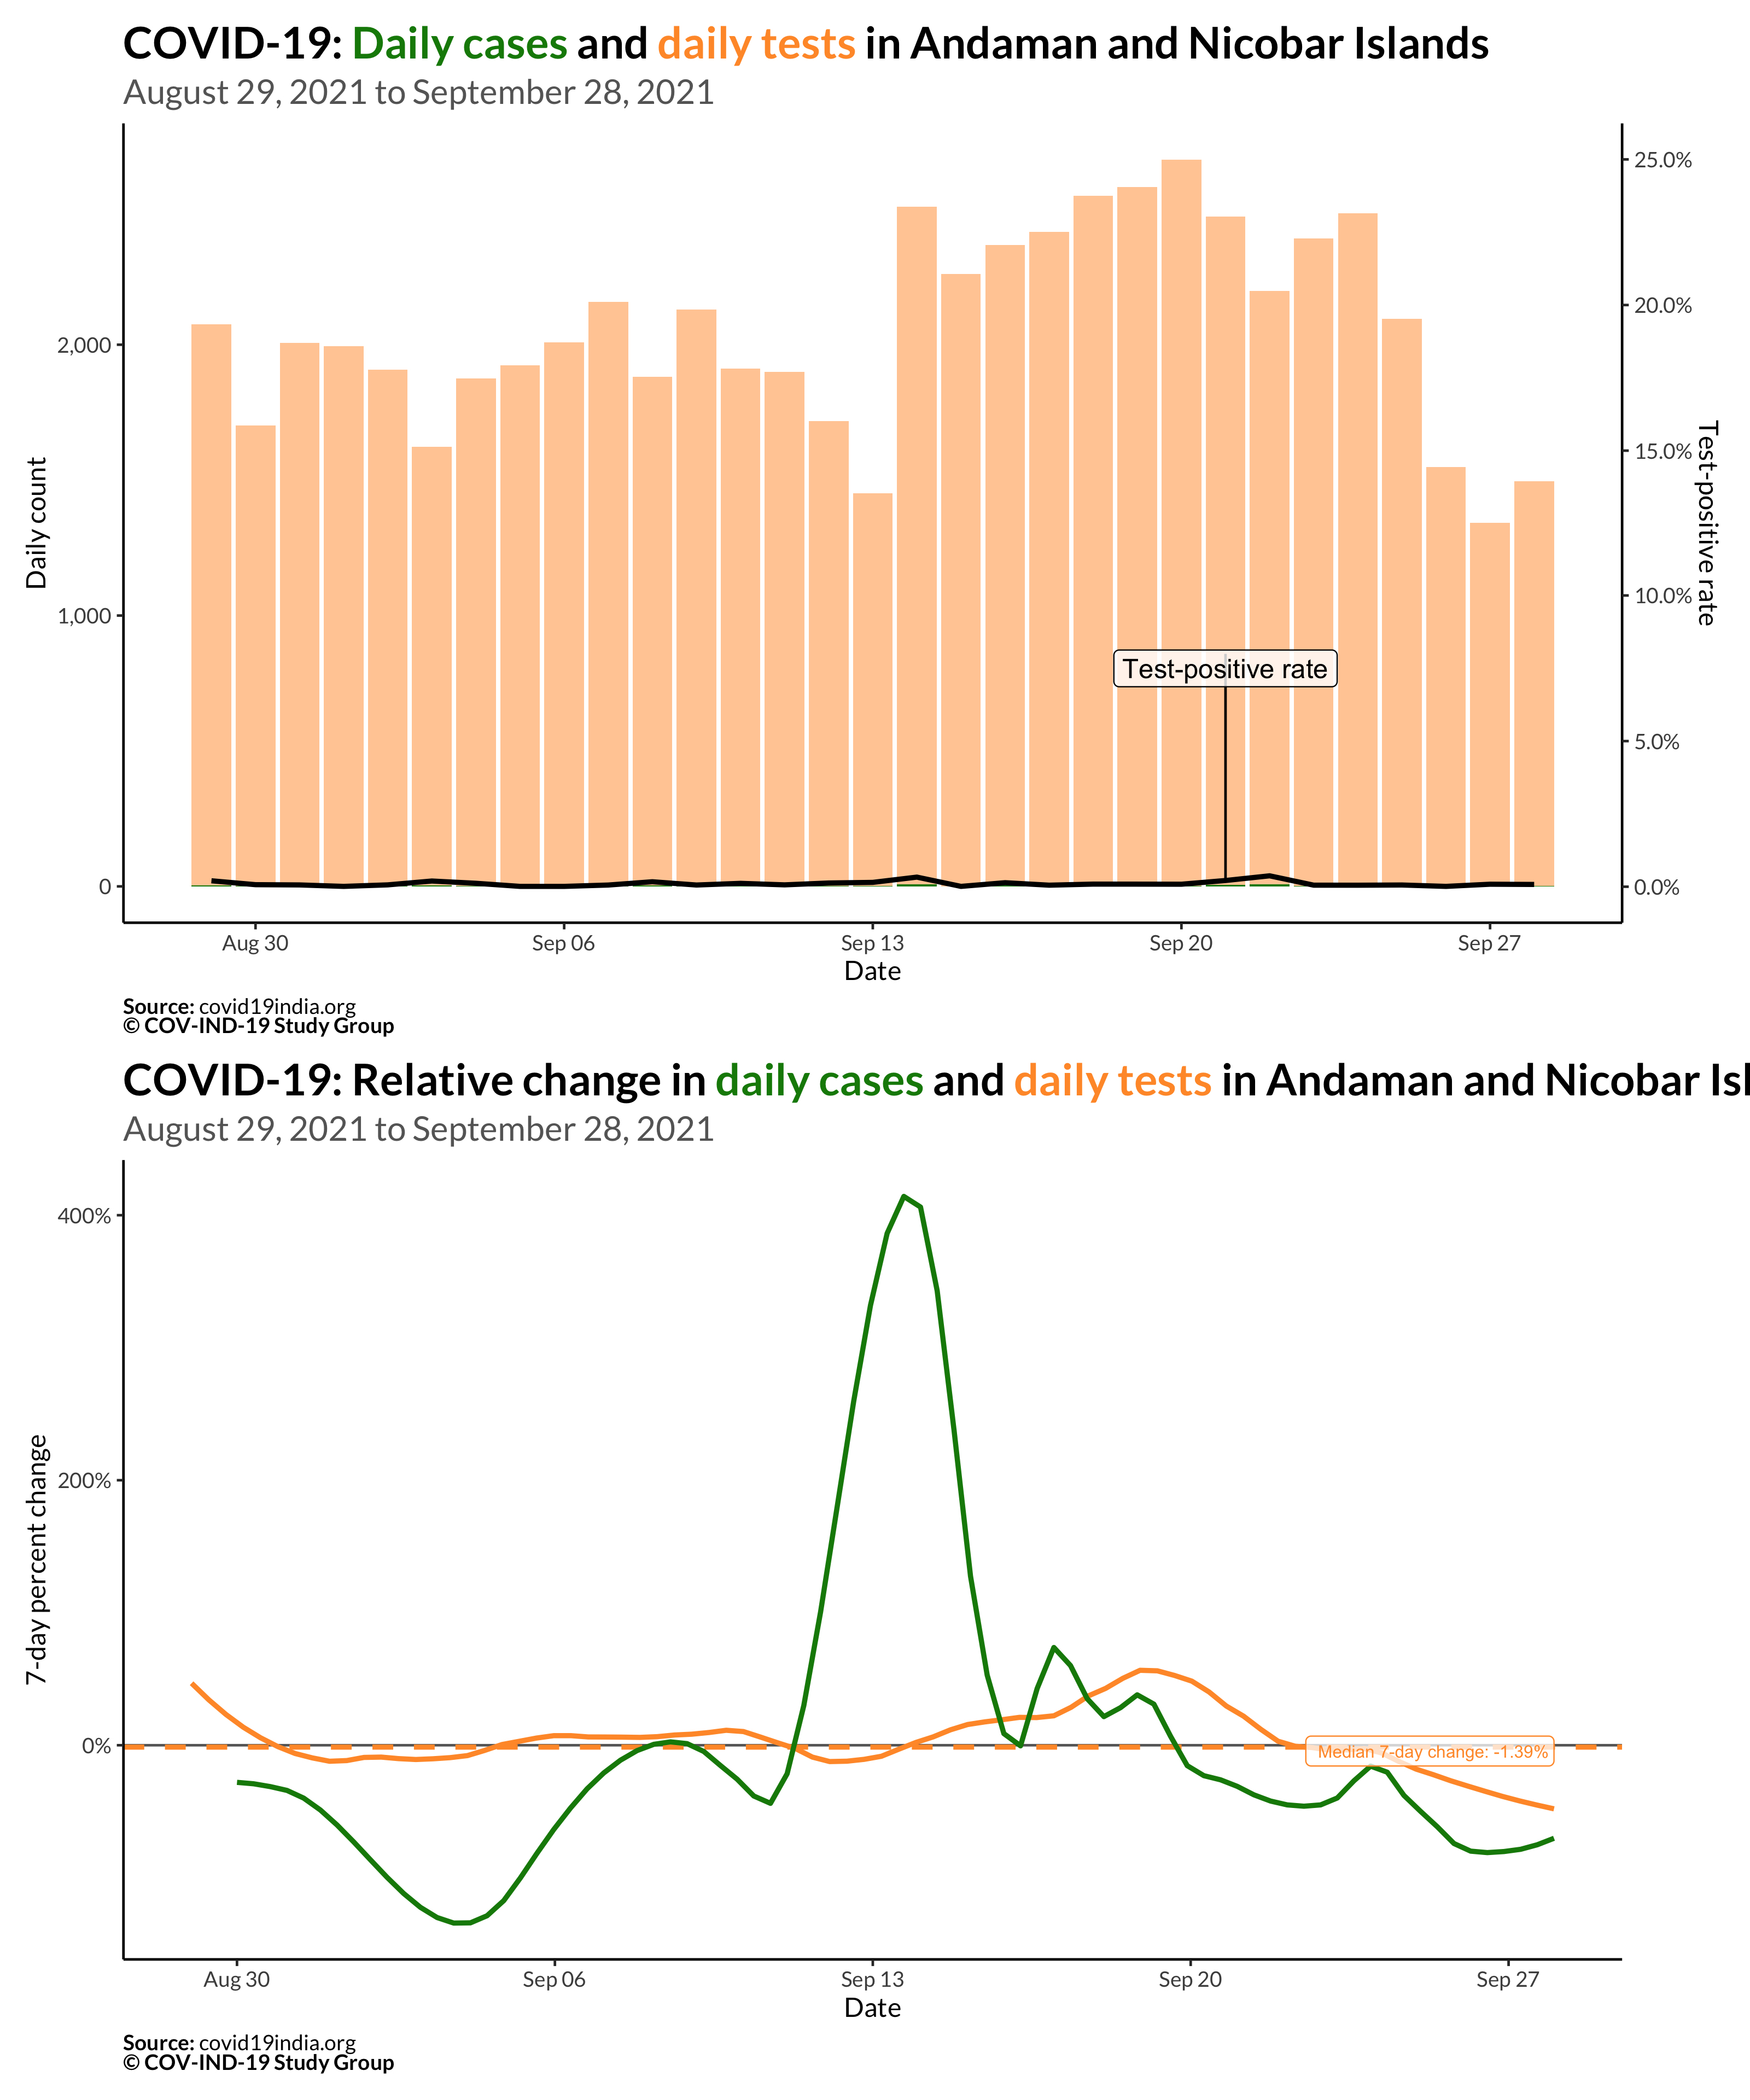 COVID-19: Daily cases and daily tests in Andaman and Nicobar Islands
August 29, 2021 to September 28, 2021
25.0%
20.0%
2,000
15.0%
Daily count
Test-positive rate
1,000
10.0%
Test-positive rate
5.0%
0
0.0%
Aug 30
Sep 06
Sep 13
Sep 20
Sep 27
Date
Source: covid19india.org
© COV-IND-19 Study Group
COVID-19: Relative change in daily cases and daily tests in Andaman and Nicobar Isl
August 29, 2021 to September 28, 2021
400%
200%
7-day percent change
0%
Median 7-day change: -1.39%
Aug 30
Sep 06
Sep 13
Sep 20
Sep 27
Date
Source: covid19india.org
© COV-IND-19 Study Group